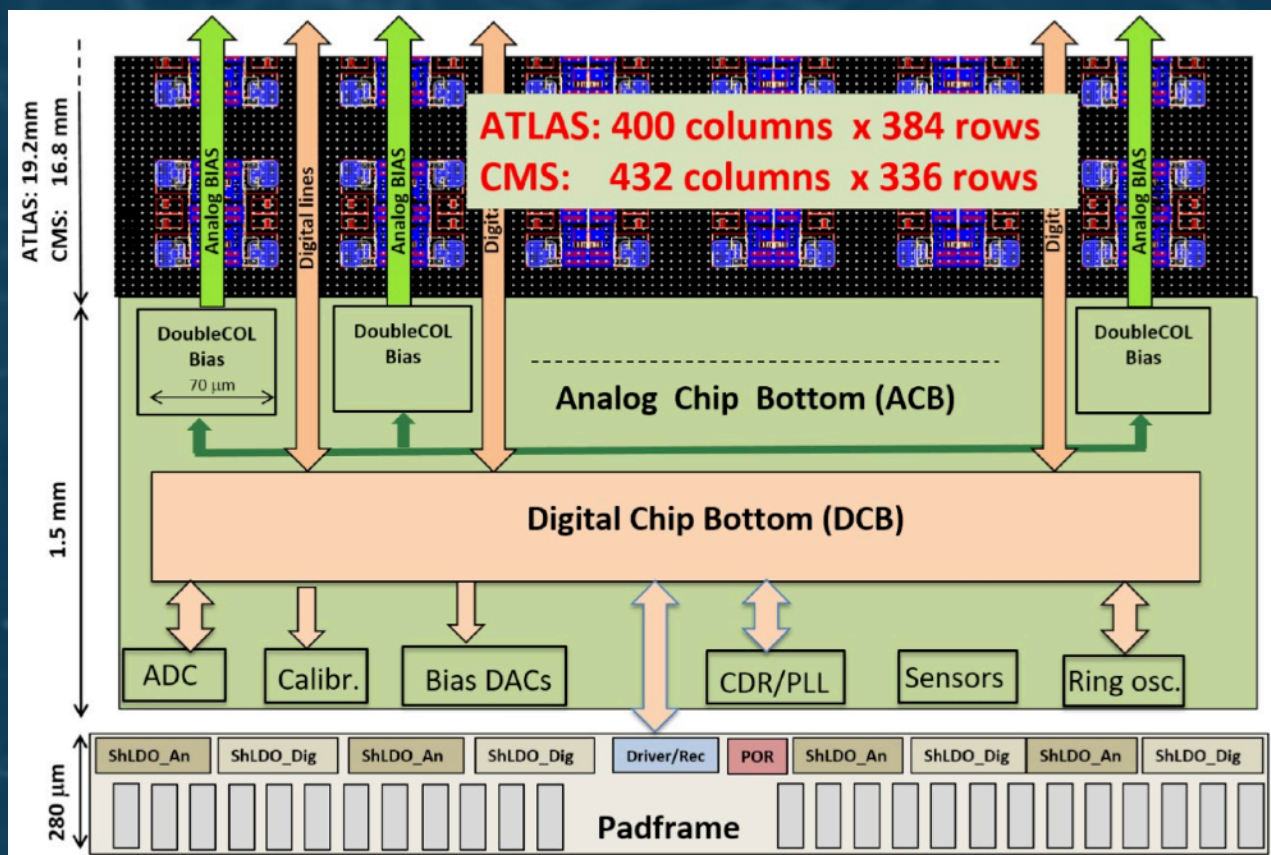 ATLAS: 19.2mm
CMS: 16.8 mm
Analog BIAS
Digital lines
Analog BIAS
Digital
Digital
Analog BIAS
ATLAS: 400 columns x 384 rows
CMS: 432 columns x 336 rows
DoubleCOL
Bias
70 μm
DoubleCOL
Bias
DoubleCOL
Bias
Analog Chip Bottom (ACB)
1.5 mm
Digital Chip Bottom (DCB)
ADC
Calibr.
Bias DACs
CDR/PLL
Sensors
Ring osc.
280 μm
ShLDO_An
ShLDO_Dig
ShLDO_An
ShLDO_Dig
Driver/Rec
POR
ShLDO_An
ShLDO_Dig
ShLDO_An
ShLDO_Dig
Padframe